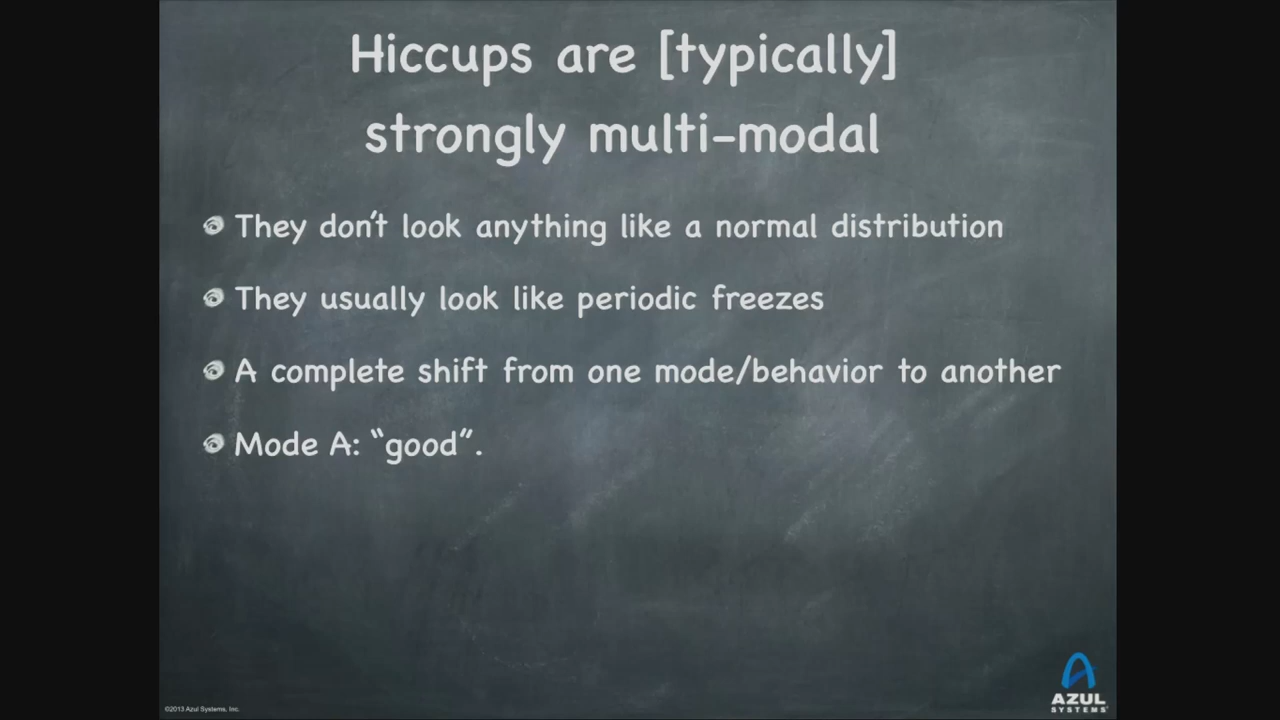 Hiccups are [typically]
strongly multi-modal
They don't look anything like a normal distribution
They usually look like periodic freezes
A complete shift from one mode/behavior to another
Mode A: “good”.
©2013 Azul Systems, Inc.
AZUL
SYSTEMS